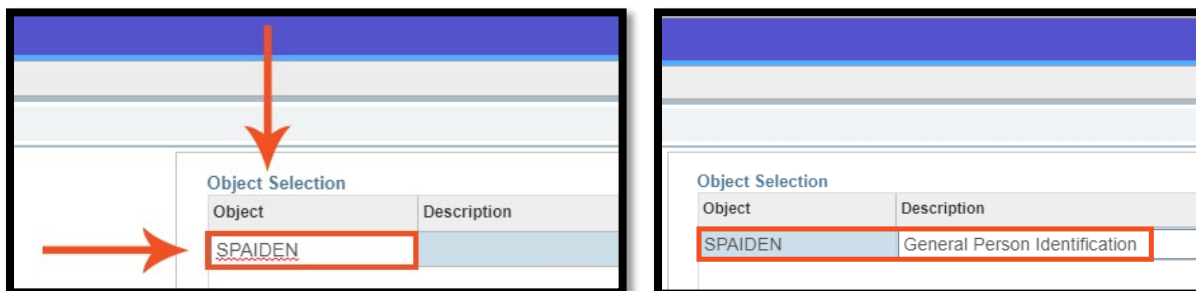 Object Selection
Object Description
SPAIDEN
Object Selection
Object Description
SPAIDEN General Person Identification